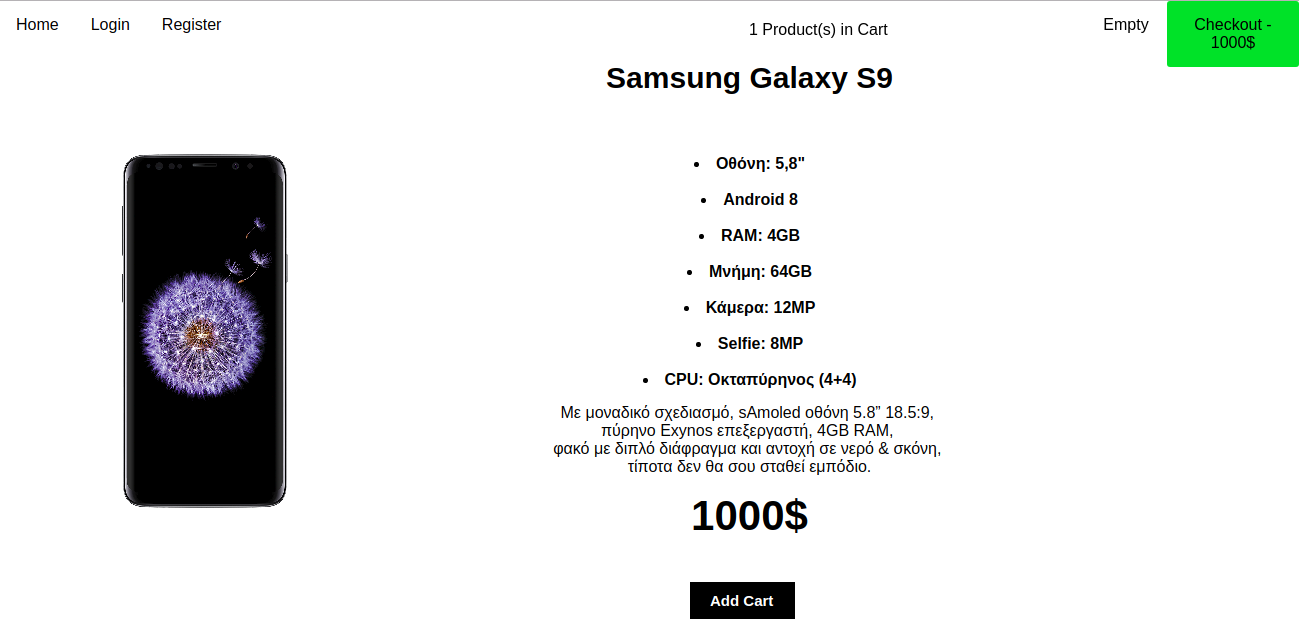 Home Login Register 1 Product(s) in Cart Empty Checkout -
1000$
Samsung Galaxy S9
Οθόνη: 5,8"
Android 8
RAM: 4GB
Μνήμη: 64GB
Κάμερα: 12MP
Selfie: 8MP
CPU: Οκταπύρηνος (4+4)
Με μοναδικό σχεδιασμό, sAmoled οθόνη 5.8” 18.5:9,
πύρηνο Exynos επεξεργαστή, 4GB RAM,
φακό με διπλό διάφραγμα και αντοχή σε νερό & σκόνη,
τίποτα δεν θα σου σταθεί εμπόδιο.
1000$
Add Cart